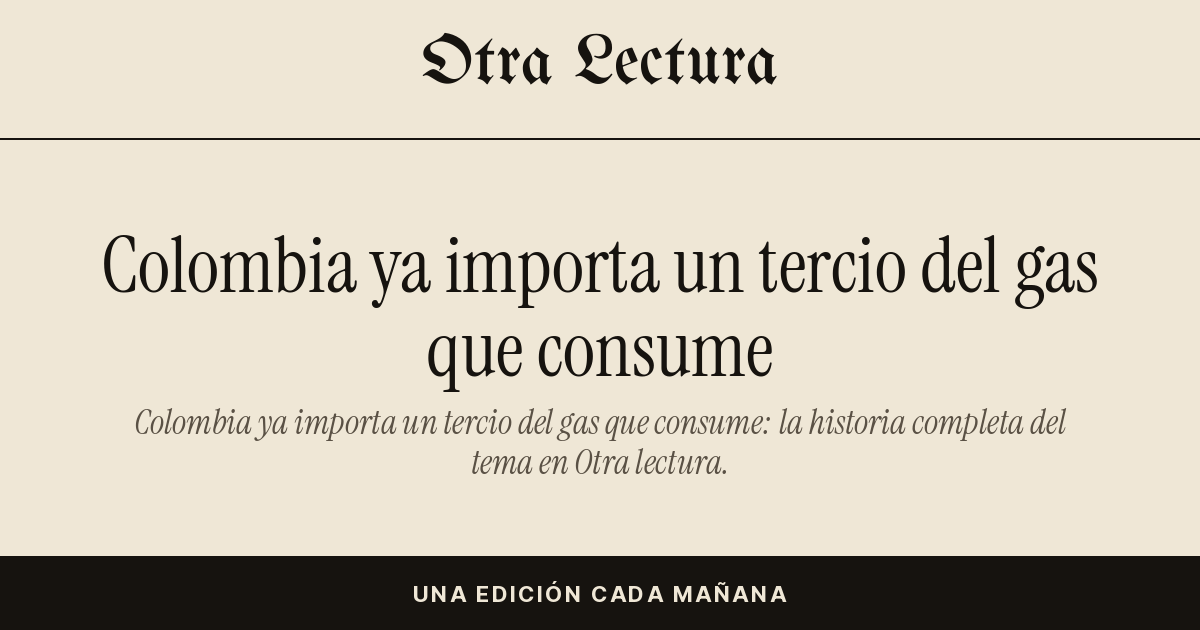 Otra Lectura
Colombia ya importa un tercio del gas
que consume
Colombia ya importa un tercio del gas que consume: la historia completa del
tema en Otra lectura.
UNA EDICIÓN CADA MAÑANA